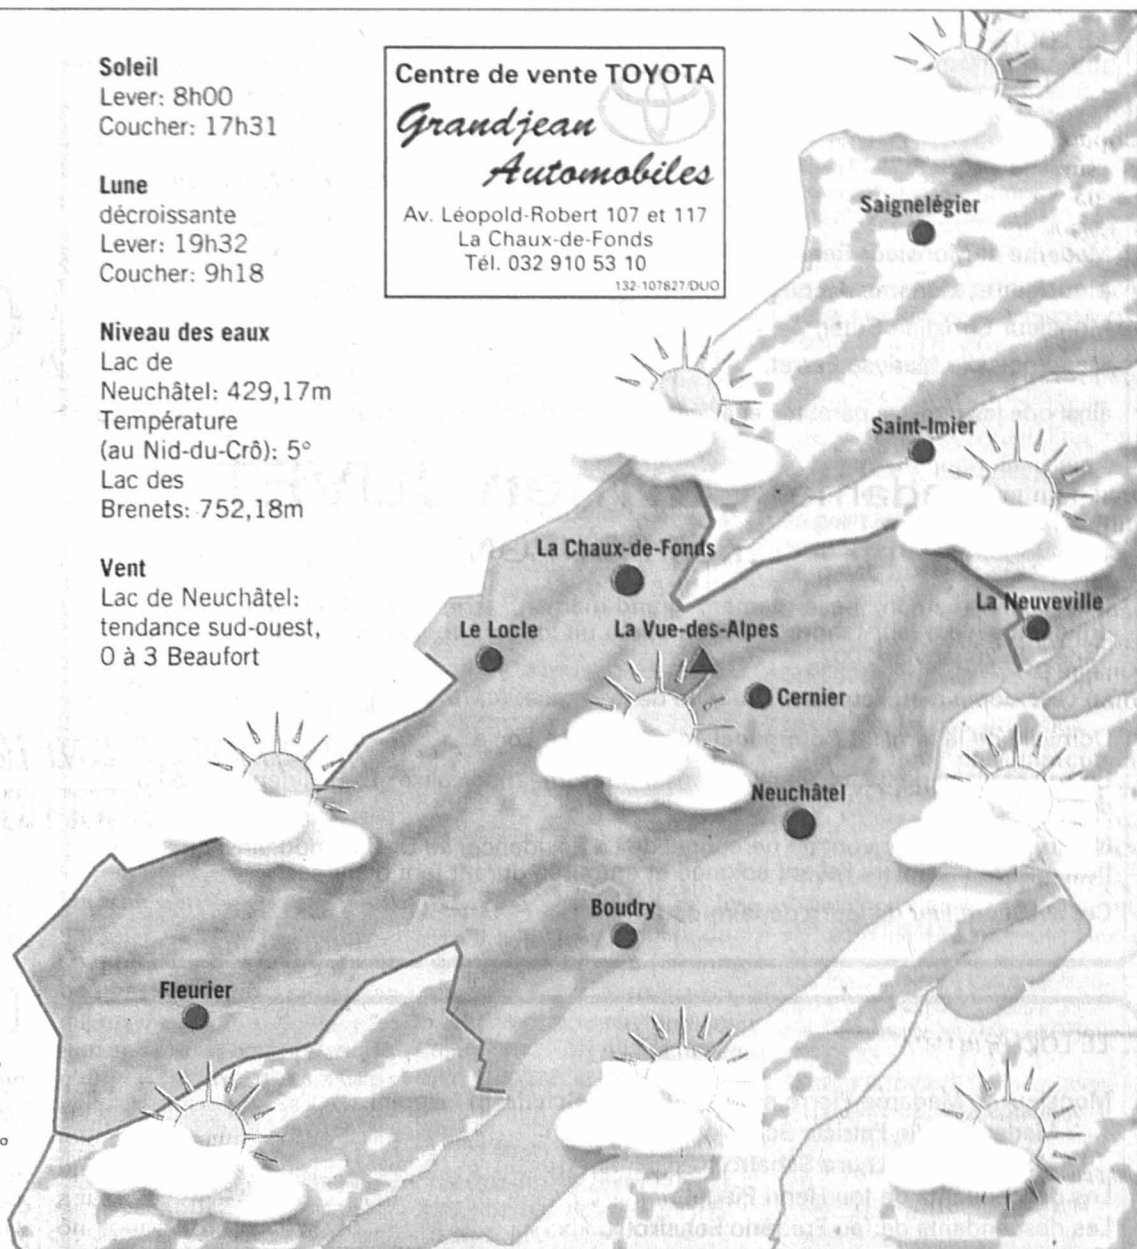 Soleil
Lever: 8h00
Coucher: 17h31
Lune
décroissante
Lever: 19h32
Coucher: 9h18
Niveau des eaux
Lac de
Neuchâtel: 429,17m
Température
(au Nid-du-Crô): 5°
Lac des
Brenets: 752,18m
Vent
Lac de Neuchâtel:
tendance sud-ouest,
0 à 3 Beaufort
Centre de vente TOYOTA
Grandjean
Automobiles
Av. Léopold-Robert 107 et 117
La Chaux-de-Fonds
Tél. 032 910 53 10
132-107827/DUO
Saignelégier
Saint-Imier
La Chaux-de-Fonds
La Neuveville
Le Locle
La Vue-des-Alpes
Cernier
Neuchâtel
Boudry
Fleurier